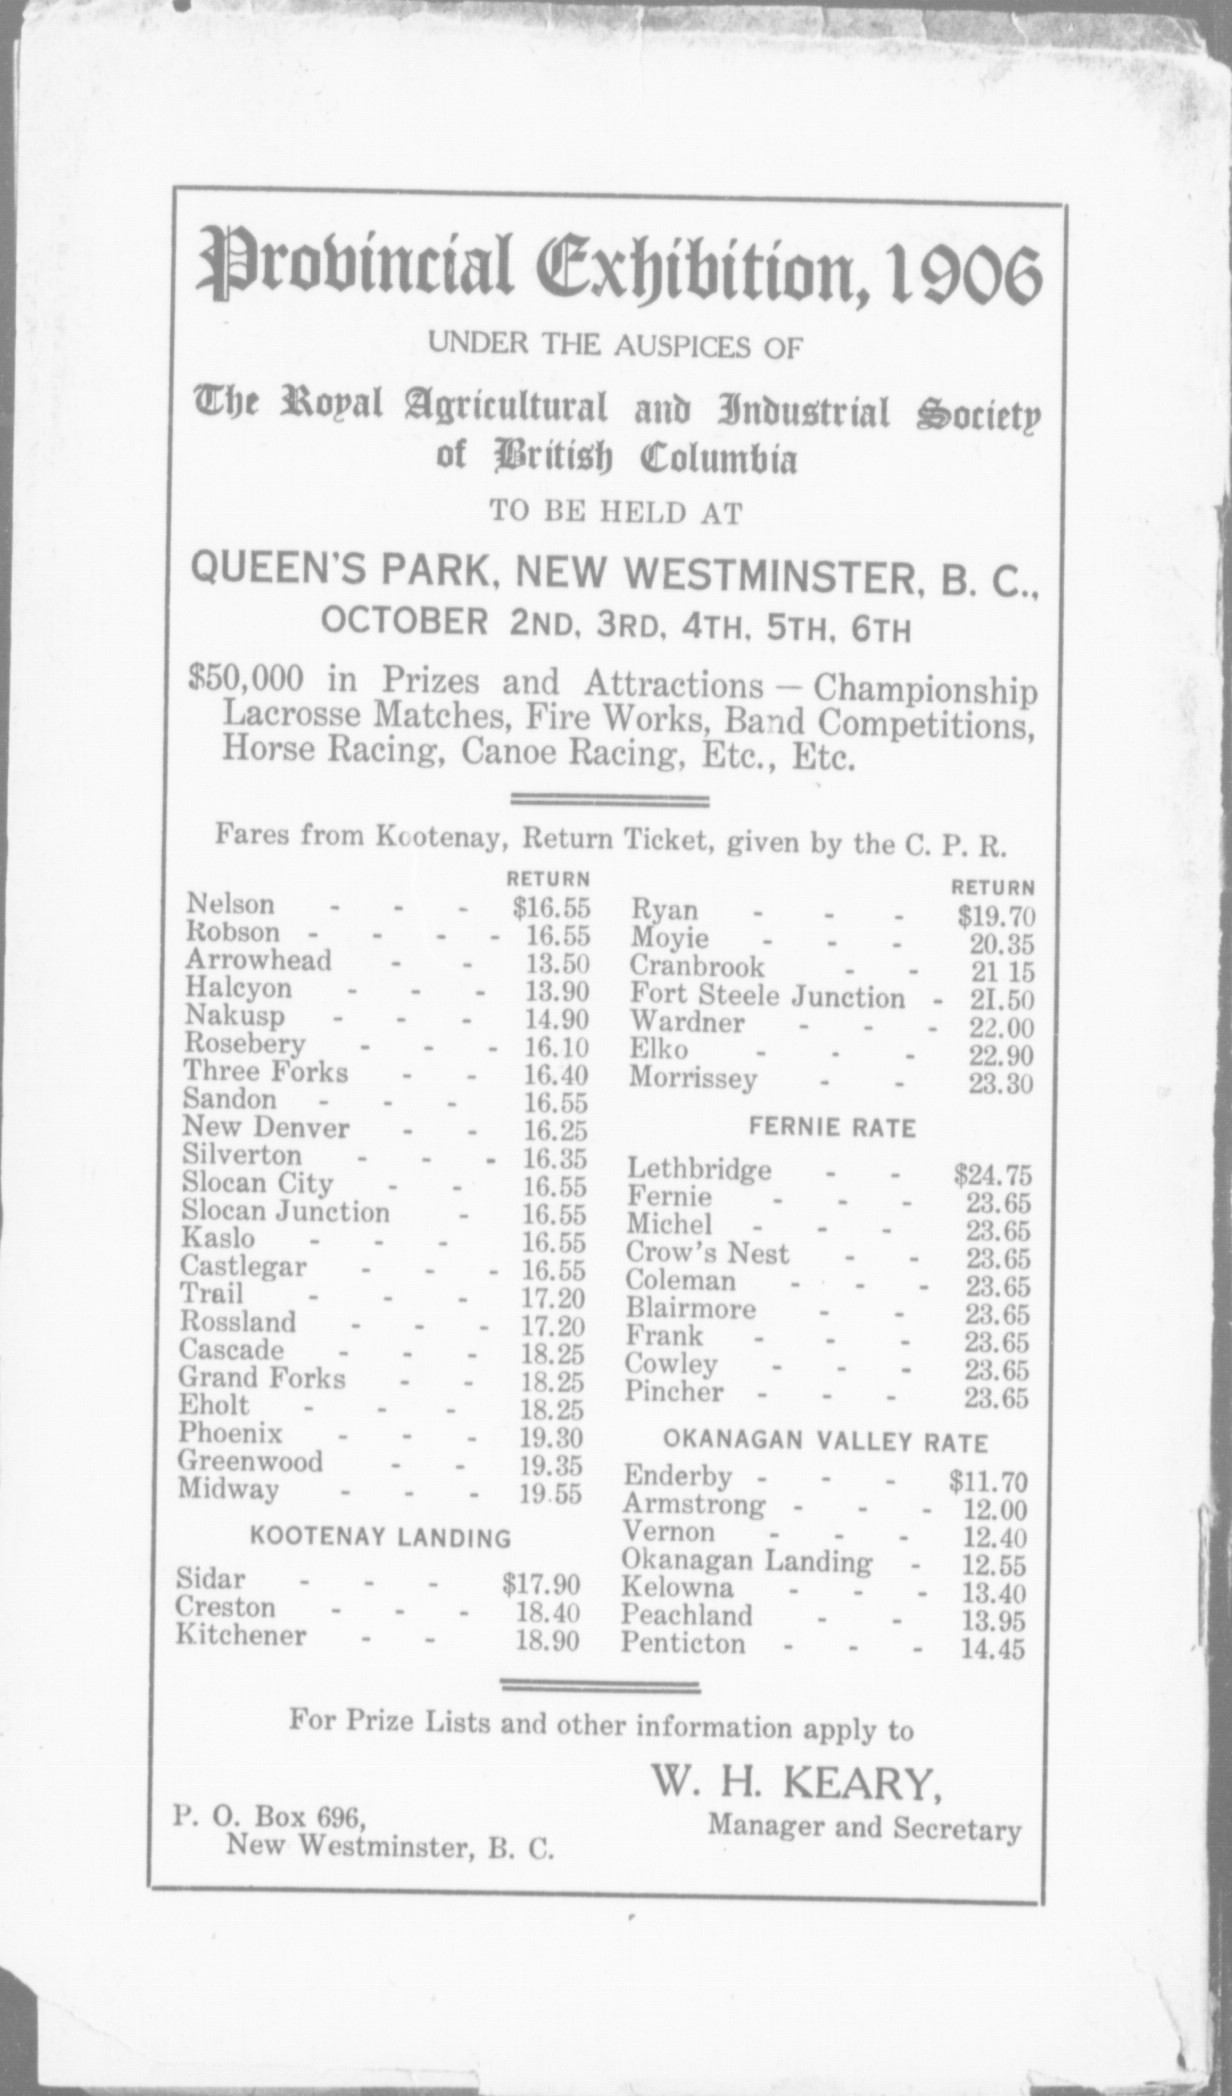 Provincial Exhibition, 1906
UNDER THE AUSPICES OF
The Royal Agricultural and Industrial Society
of British Columbia
TO BE HELD AT
QUEEN'S PARK, NEW WESTMINSTER, B. C.,
OCTOBER 2ND, 3RD, 4TH, 5TH, 6TH
$50,000 in Prizes and Attractions — Championship
Lacrosse Matches, Fire Works, Band Competitions,
Horse Racing, Canoe Racing, Etc., Etc.
Fares from Kootenay, Return Ticket, given by the C. P. R.
RETURN
Nelson - - - $16.55
Robson - - - - 16.55
Arrowhead - - 13.50
Halcyon - - - 13.90
Nakusp - - - 14.90
Rosebery - - - 16.10
Three Forks - - 16.40
Sandon - - - 16.55
New Denver - - 16.25
Silverton - - - 16.35
Slocan City - - 16.55
Slocan Junction - 16.55
Kaslo - - - 16.55
Castlegar - - - 16.55
Trail - - - 17.20
Rossland - - - 17.20
Cascade - - - 18.25
Grand Forks - - 18.25
Eholt - - - 18.25
Phoenix - - - 19.30
Greenwood - - 19.35
Midway - - - 19.55
KOOTENAY LANDING
Sidar - - - $17.90
Creston - - - 18.40
Kitchener - - 18.90
RETURN
Ryan - - - $19.70
Moyie - - - 20.35
Cranbrook - - 21 15
Fort Steele Junction - 21.50
Wardner - - - 22.00
Elko - - - 22.90
Morrissey - - 23.30
FERNIE RATE
Lethbridge - - $24.75
Fernie - - - 23.65
Michel - - - 23.65
Crow's Nest - - 23.65
Coleman - - - 23.65
Blairmore - - 23.65
Frank - - - 23.65
Cowley - - - 23.65
Pincher - - - 23.65
OKANAGAN VALLEY RATE
Enderby - - - $11.70
Armstrong - - - 12.00
Vernon - - - 12.40
Okanagan Landing - 12.55
Kelowna - - - 13.40
Peachland - - 13.95
Penticton - - - 14.45
For Prize Lists and other information apply to
W. H. KEARY,
Manager and Secretary
P. O. Box 696,
New Westminster, B. C.